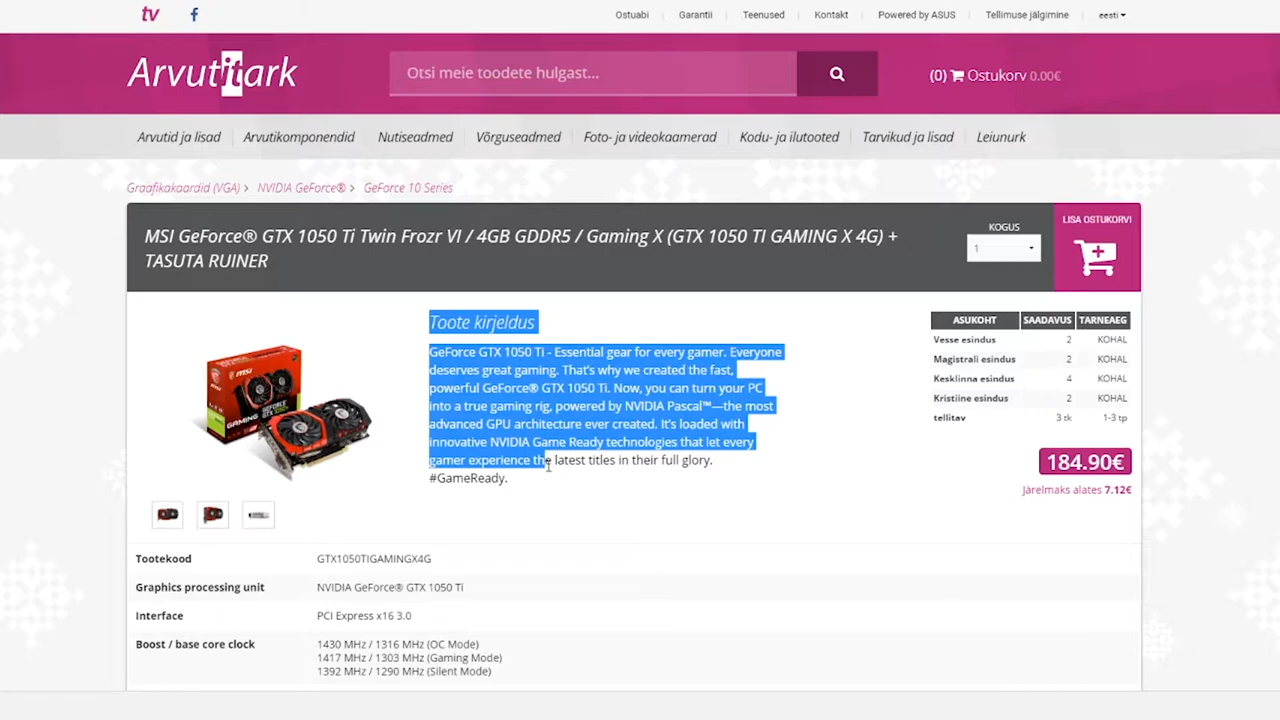 tv
f
Ostuabi
Garantii
Teenused
Kontakt
Powered by ASUS
Tellimuse jälgimine
eesti
Arvutitark
Otsi meie toodete hulgast...
(0) Ostukorv 0.00€
Arvutid ja lisad
Arvutikomponendid
Nutiseadmed
Võrguseadmed
Foto- ja videokaamerad
Kodu- ja ilutooted
Tarvikud ja lisad
Leiunurk
Graafikakaardid (VGA) > NVIDIA GeForce® > GeForce 10 Series
MSI GeForce® GTX 1050 Ti Twin Frozr VI / 4GB GDDR5 / Gaming X (GTX 1050 TI GAMING X 4G) +
TASUTA RUINER
KOGUS
1
LISA OSTUKORVI
Toote kirjeldus
GeForce GTX 1050 Ti - Essential gear for every gamer. Everyone
deserves great gaming. That's why we created the fast,
powerful GeForce® GTX 1050 Ti. Now, you can turn your PC
into a true gaming rig, powered by NVIDIA Pascal™—the most
advanced GPU architecture ever created. It's loaded with
innovative NVIDIA Game Ready technologies that let every
gamer experience the latest titles in their full glory.
#GameReady.
ASUKOHT SAADAVUS TARNEAEG
Vesse esindus 2 KOHAL
Magistrali esindus 2 KOHAL
Kesklinna esindus 4 KOHAL
Kristiine esindus 2 KOHAL
tellitav 3 tk 1-3 tp
184.90€
Järelmaks alates 7.12€
msi
GAMING
Tootekood GTX1050TIGAMINGX4G
Graphics processing unit NVIDIA GeForce® GTX 1050 Ti
Interface PCI Express x16 3.0
Boost / base core clock 1430 MHz / 1316 MHz (OC Mode)
1417 MHz / 1303 MHz (Gaming Mode)
1392 MHz / 1290 MHz (Silent Mode)